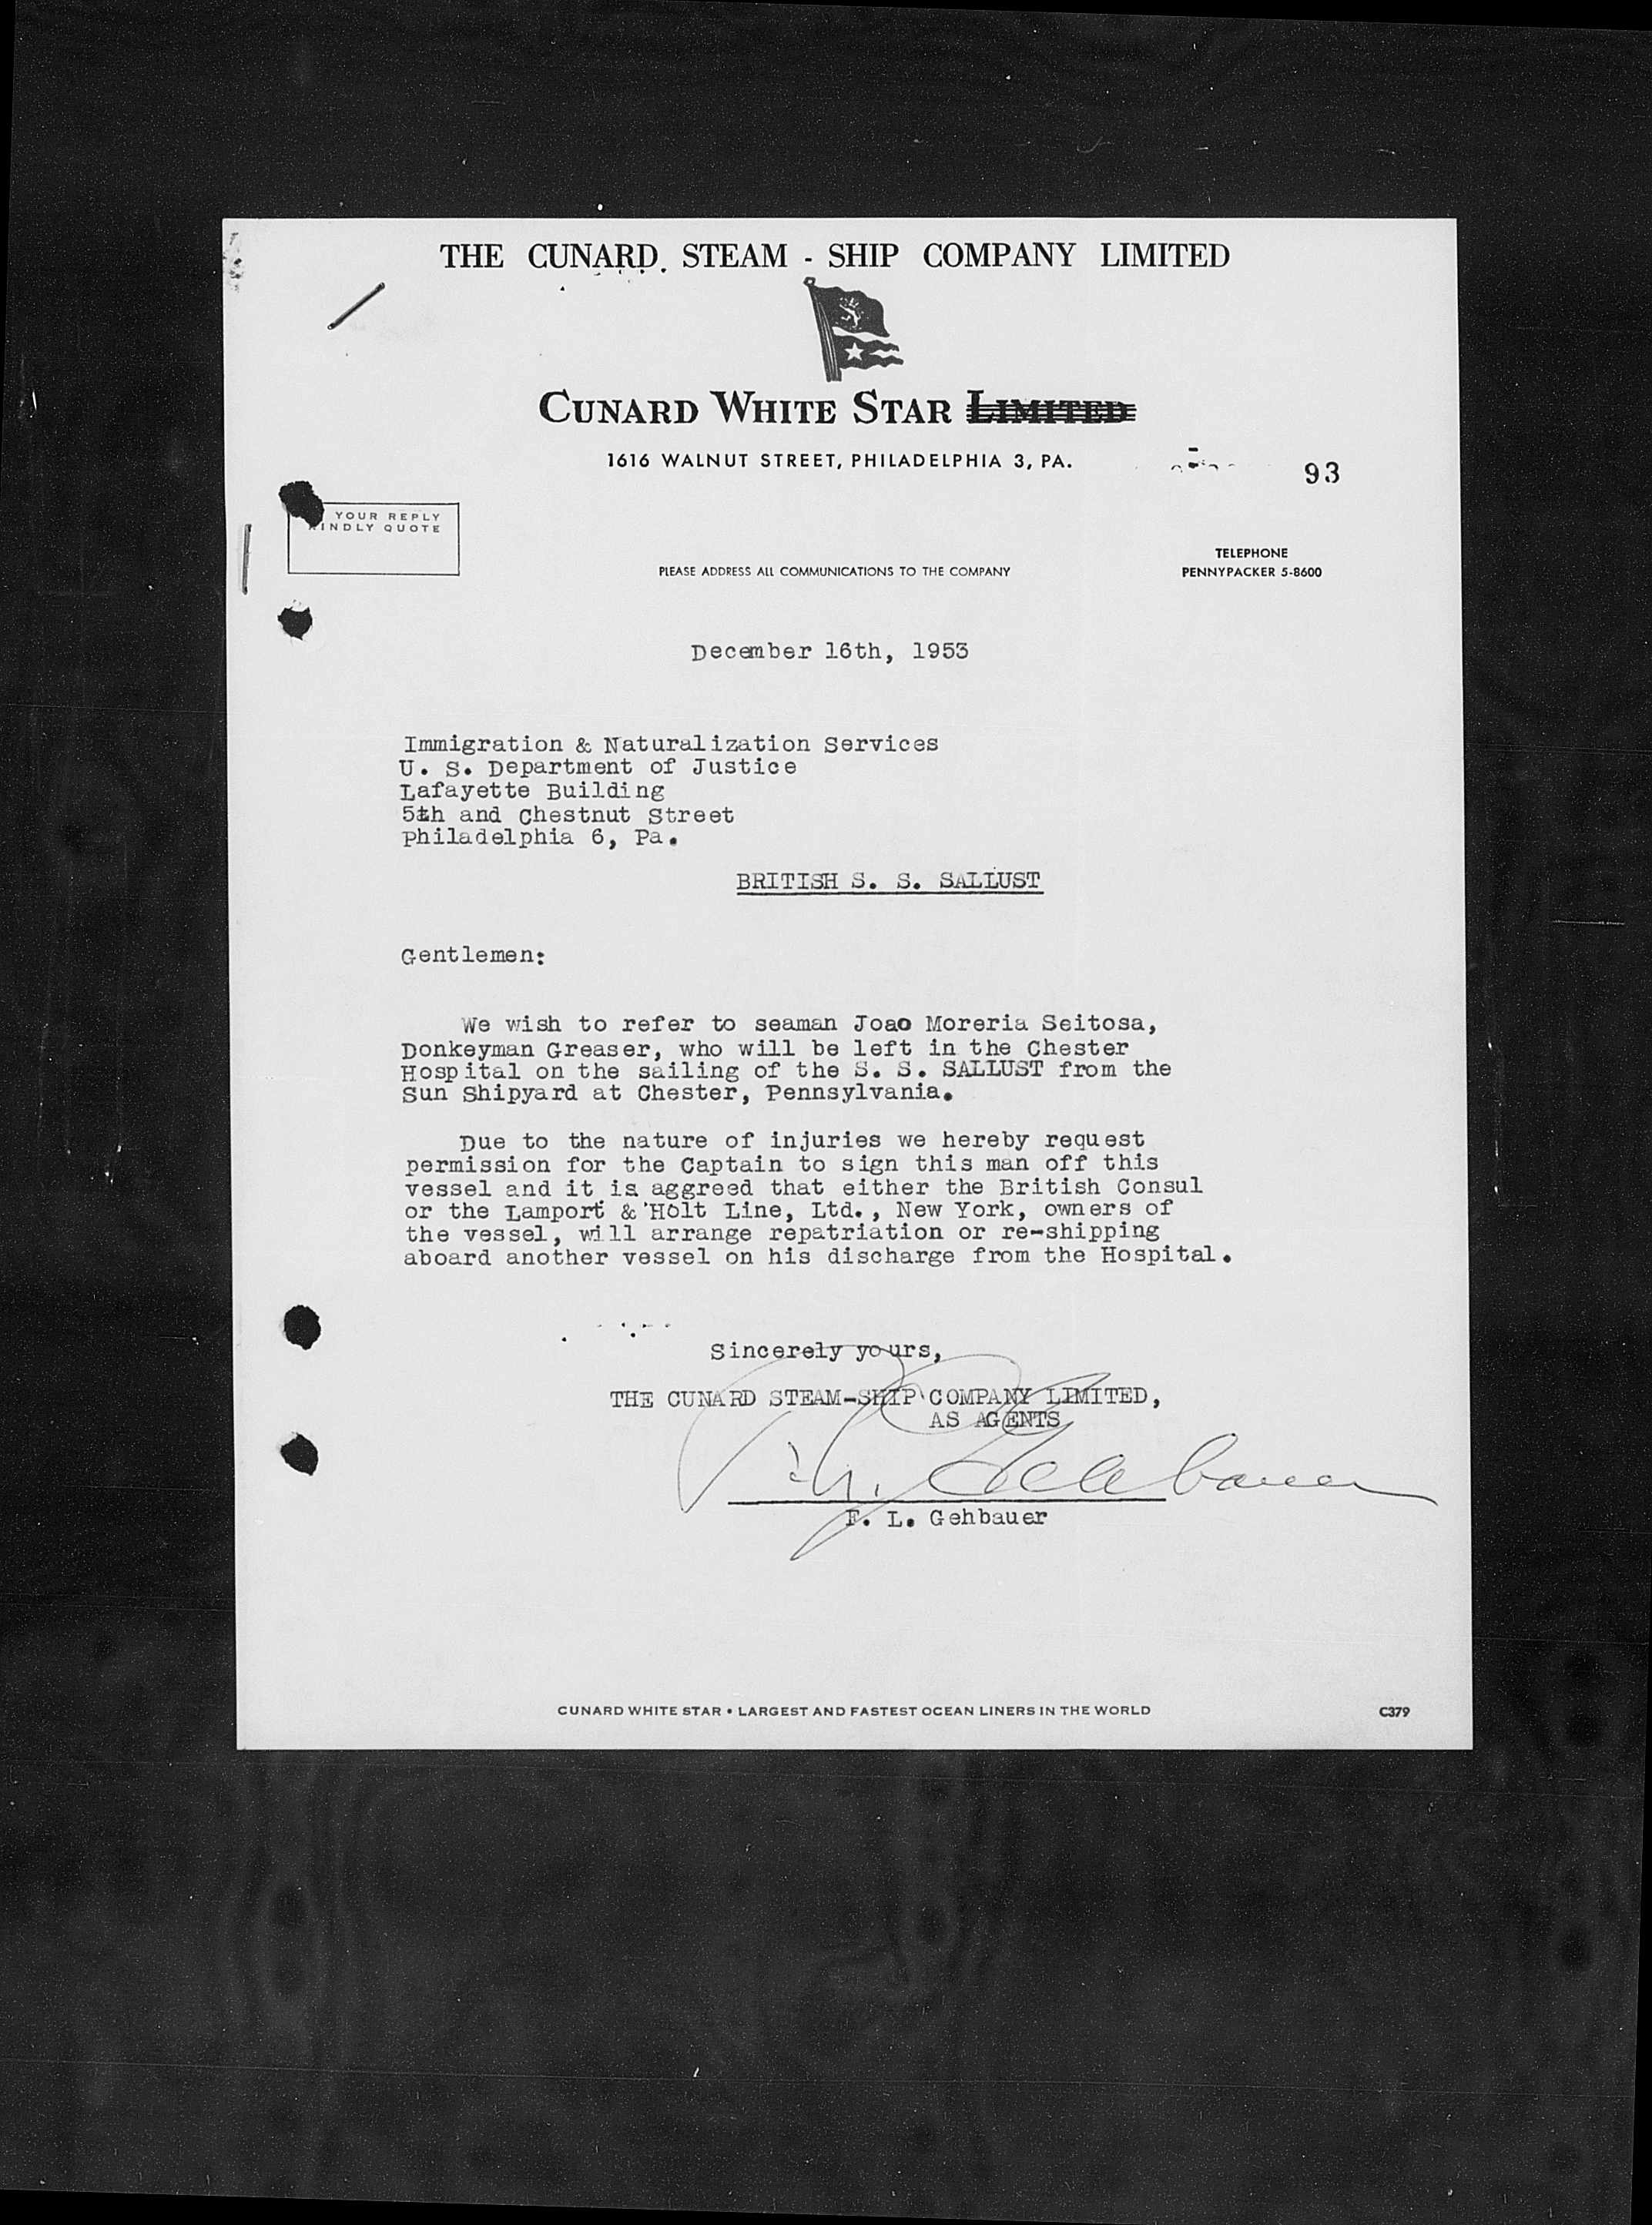 THE CUNARD STEAM - SHIP COMPANY LIMITED
CUNARD WHITE STAR LIMITED
1616 WALNUT STREET, PHILADELPHIA 3, PA.
93
YOUR REPLY
KINDLY QUOTE
TELEPHONE
PLEASE ADDRESS ALL COMMUNICATIONS TO THE COMPANY
PENNYPACKER 5-8600
December 16th, 1953
Immigration & Naturalization Services
U. S. Department of Justice
Lafayette Building
5th and Chestnut Street
Philadelphia 6, Pa.
BRITISH S. S. SALLUST
Gentlemen:
We wish to refer to seaman Joao Moreria Seitosa,
Donkeyman Greaser, who will be left in the Chester
Hospital on the sailing of the S. S. SALLUST from the
Sun Shipyard at Chester, Pennsylvania.
Due to the nature of injuries we hereby request
permission for the Captain to sign this man off this
vessel and it is aggreed that either the British Consul
or the Lamport & Holt Line, Ltd., New York, owners of
the vessel, will arrange repatriation or re-shipping
aboard another vessel on his discharge from the Hospital.
Sincerely yours,
THE CUNARD STEAM-SHIP COMPANY LIMITED,
AS AGENTS
F. L. Gehbauer
CUNARD WHITE STAR • LARGEST AND FASTEST OCEAN LINERS IN THE WORLD
C379